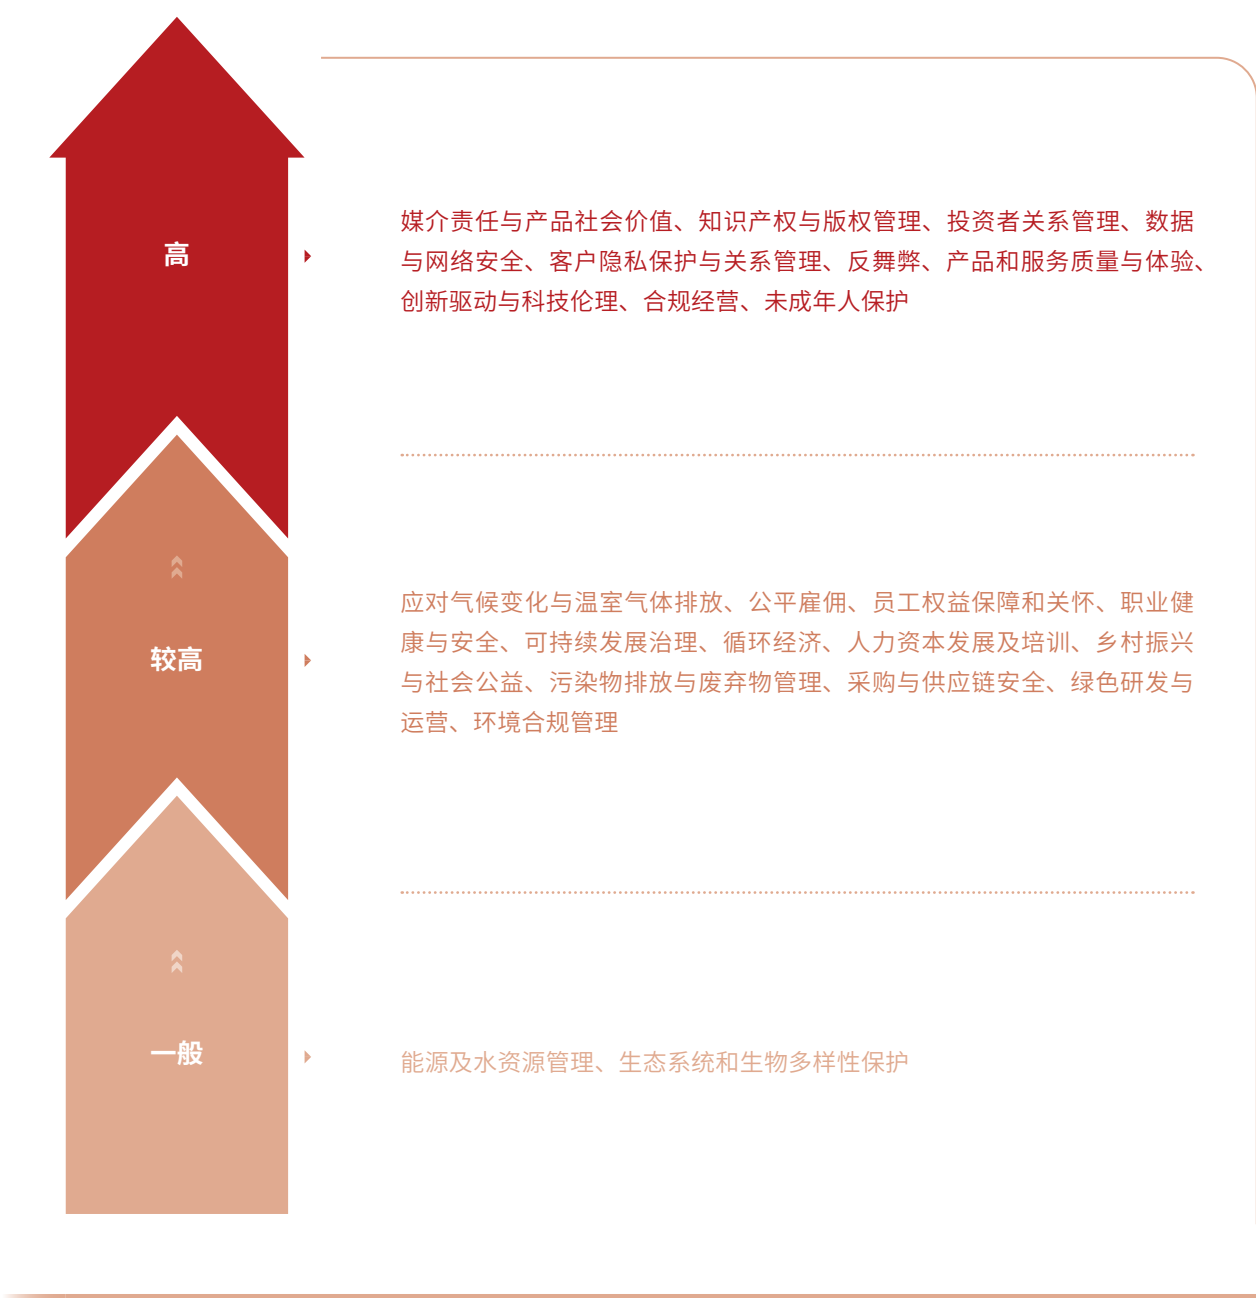 高
媒介责任与产品社会价值、知识产权与版权管理、投资者关系管理、数据
与网络安全、客户隐私保护与关系管理、反舞弊、产品和服务质量与体验、
创新驱动与科技伦理、合规经营、未成年人保护
较高
应对气候变化与温室气体排放、公平雇佣、员工权益保障和关怀、职业健
康与安全、可持续发展治理、循环经济、人力资本发展及培训、乡村振兴
与社会公益、污染物排放与废弃物管理、采购与供应链安全、绿色研发与
运营、环境合规管理
一般
能源及水资源管理、生态系统和生物多样性保护